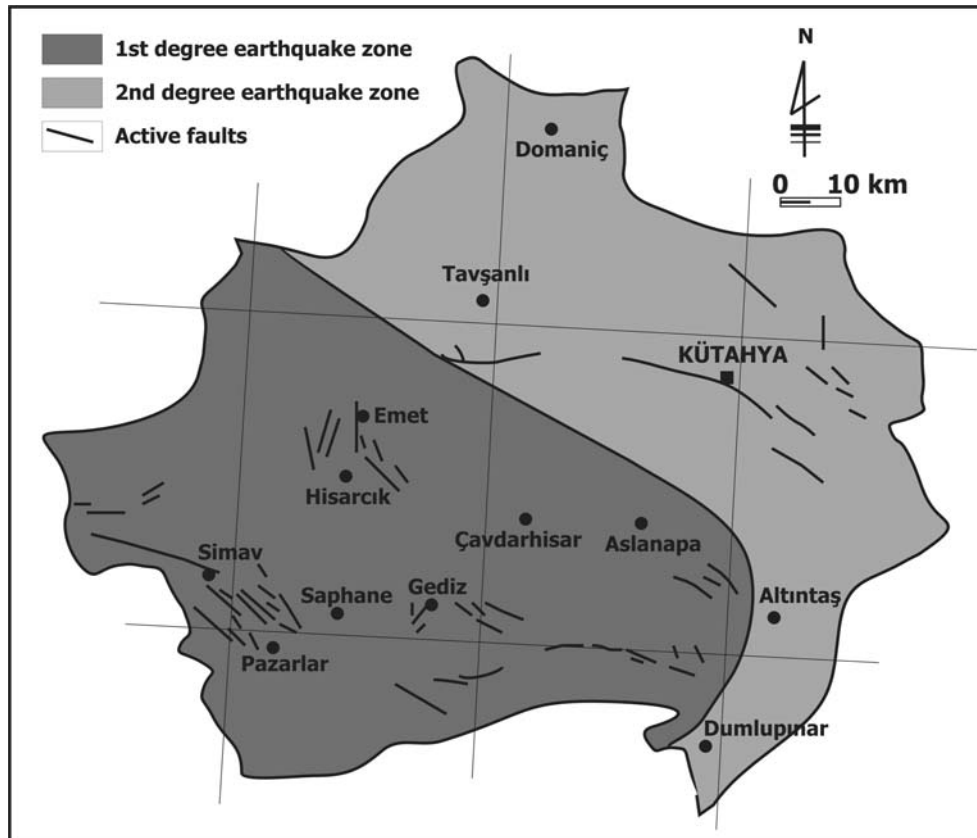 1st degree earthquake zone
2nd degree earthquake zone
Active faults
N
0 10 km
Domaniç
Tavşanlı
KÜTAHYA
Emet
Hisarcık
Çavdarhisar
Aslanapa
Simav
Saphane
Gediz
Altıntaş
Pazarlar
Dumlupınar